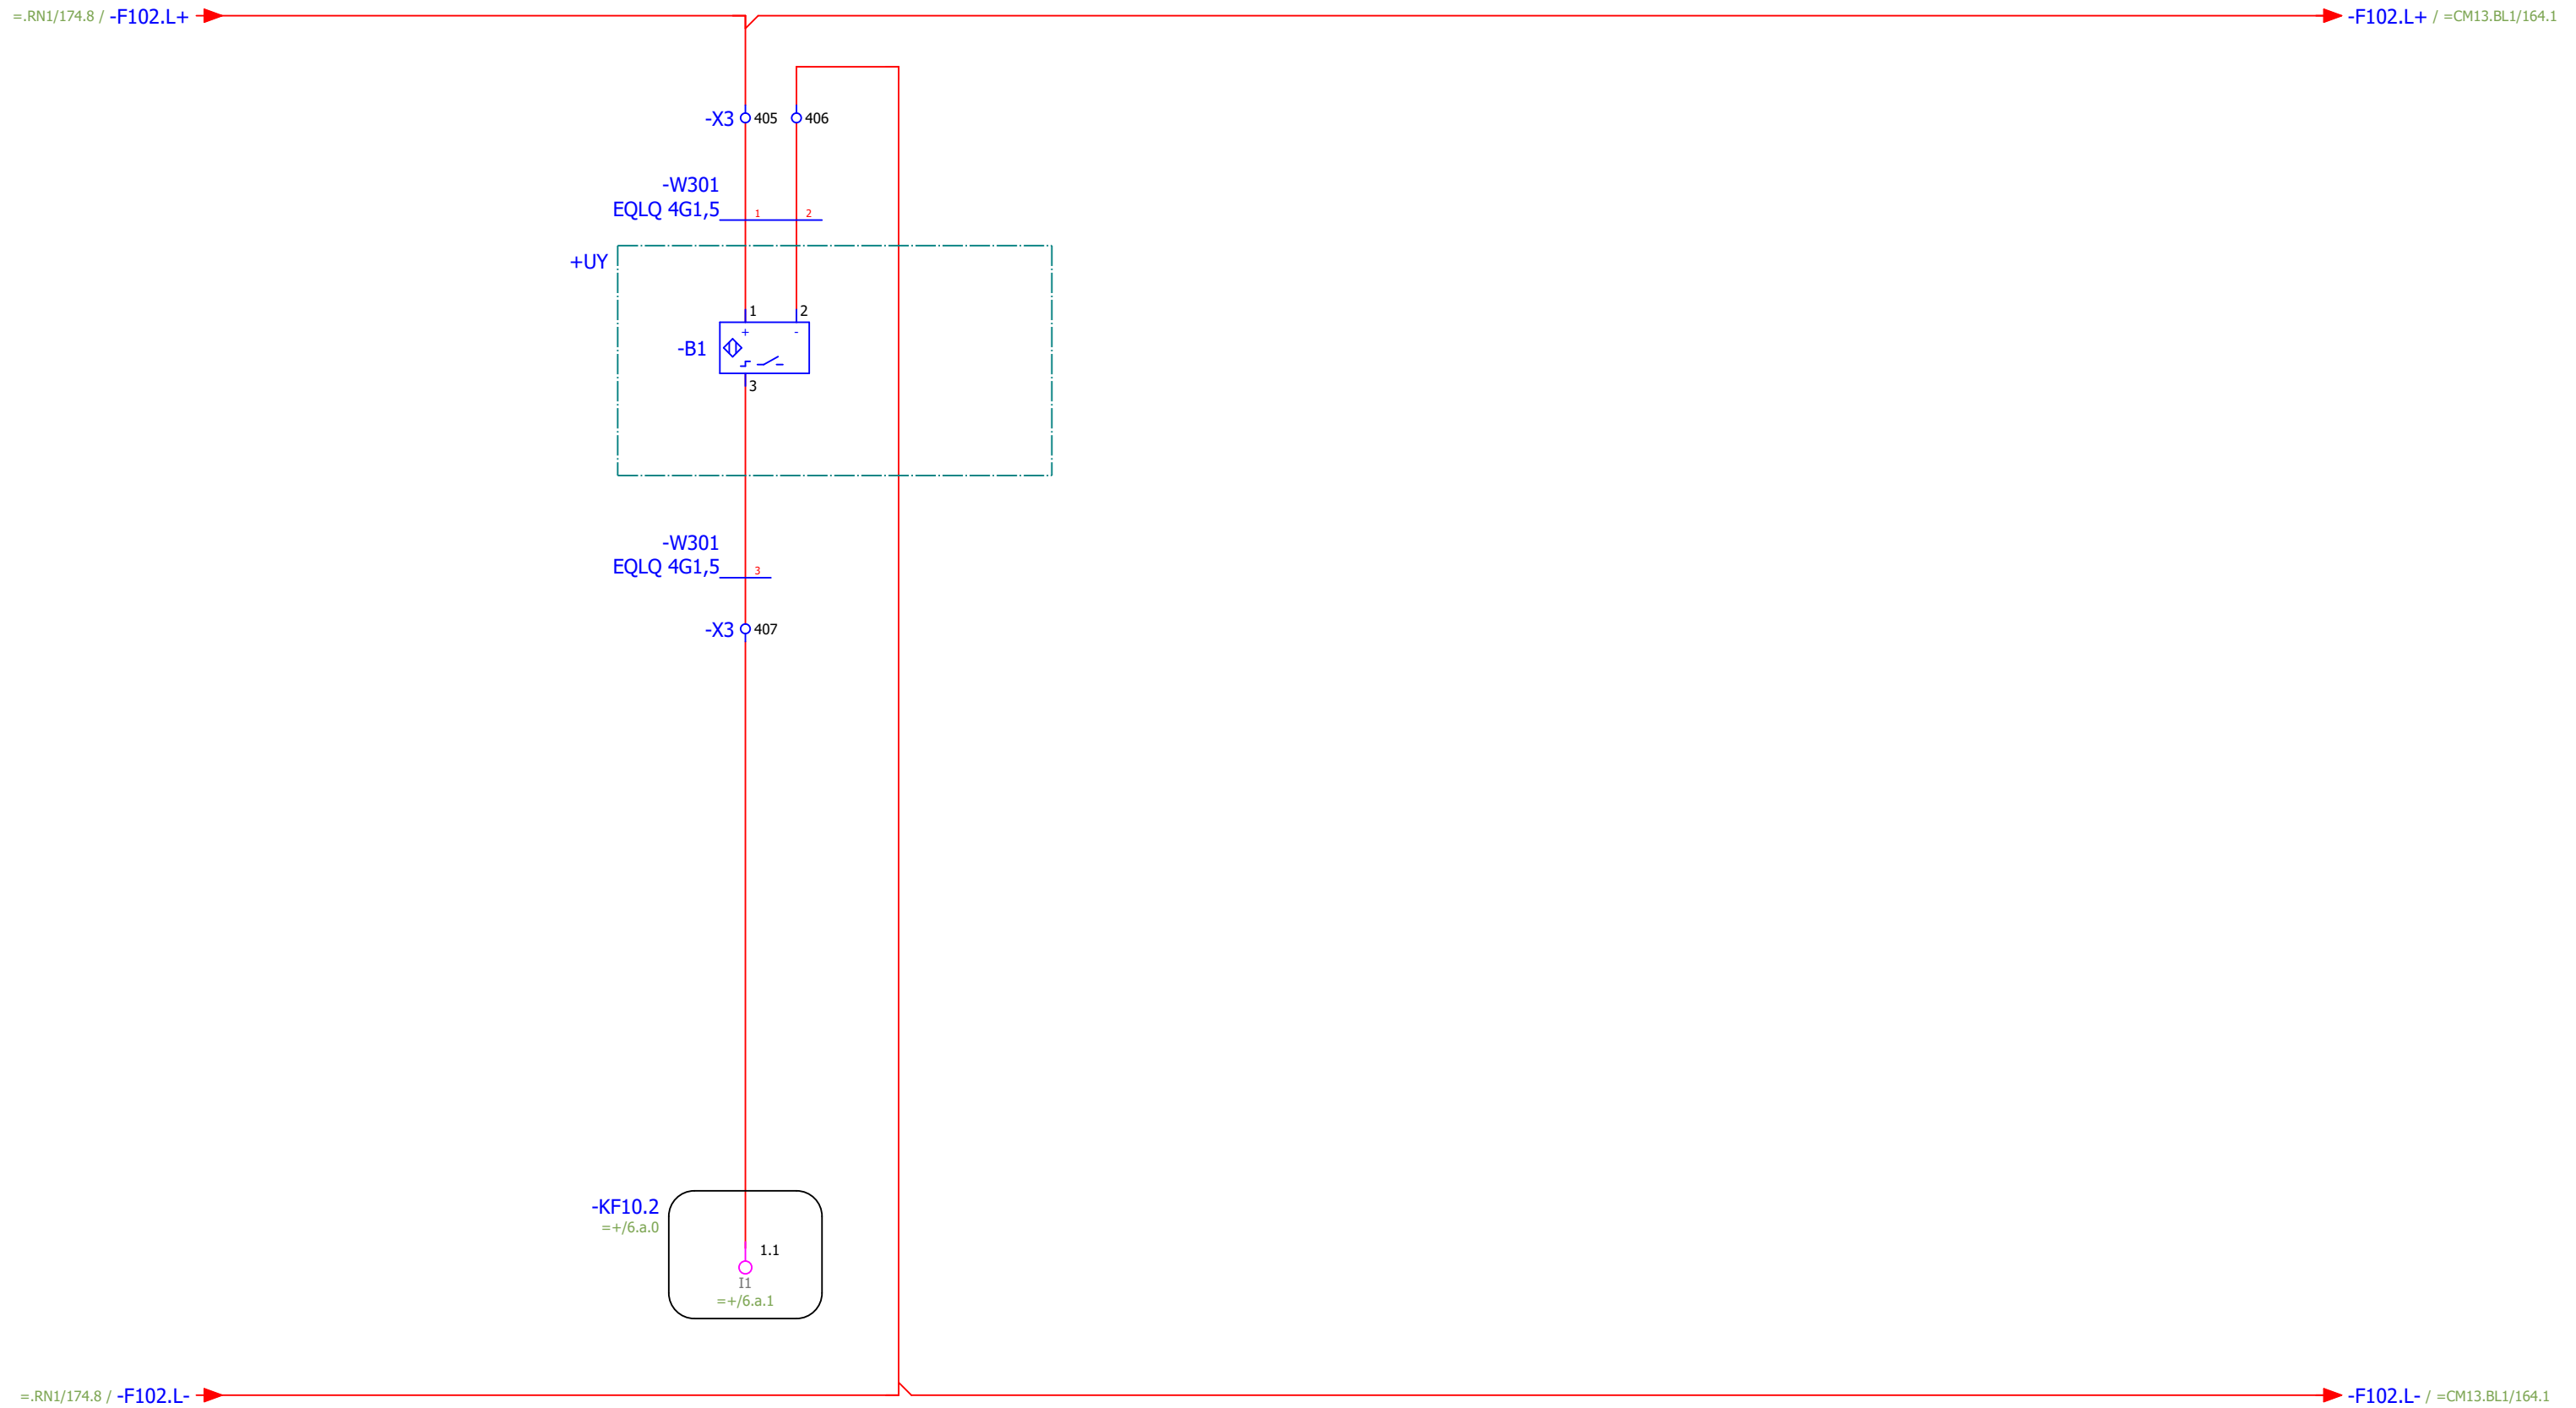 =.RN1/174.8 / -F102.L+
-F102.L+ / =CM13.BL1/164.1
-X3 405 406
-W301
EQLQ 4G1,5 1 2
+UY
1 2
+ -
-B1
3
-W301
EQLQ 4G1,5 3
-X3 407
-KF10.2
=+/6.a.0
1.1
I1
=+/6.a.1
=.RN1/174.8 / -F102.L-
-F102.L- / =CM13.BL1/164.1